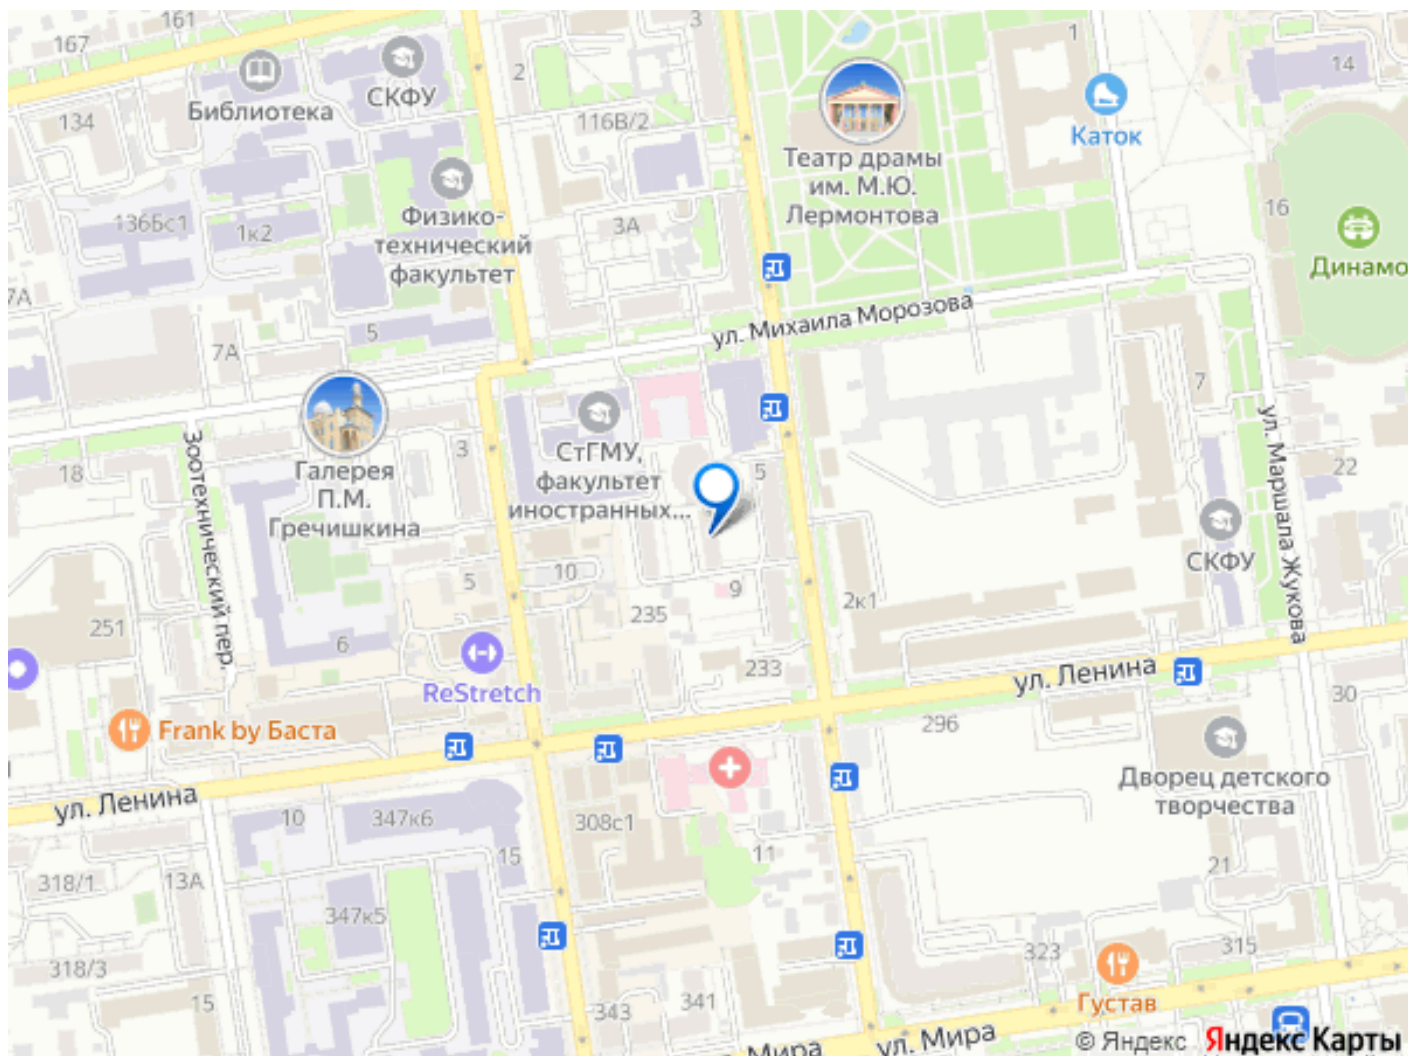 161
167
3
1
2
14
СКФУ
Библиотека
134
116В/2
Каток
Театр драмы
им. М.Ю.
Лермонтова
Физико-
технический
факультет
136Бс1
1к2
3А
16
Динамо
7А
ул. Михаила Морозова
5
7А
7
Зоотехнический пер.
18
3
Галерея
П.М.
Гречишкина
СтГМУ,
факультет
иностранных...
5
22
ул. Маршала Жукова
СКФУ
5
10
9
2к1
235
251
6
233
ReStretch
ул. Ленина
30
Frank by Баста
296
Дворец детского
творчества
ул. Ленина
10
347к6
308с1
15
11
318/1
13А
21
347к5
318/3
323
315
15
343
341
Густав
ул. Мира
ул. Мира
© Яндекс Яндекс Карты